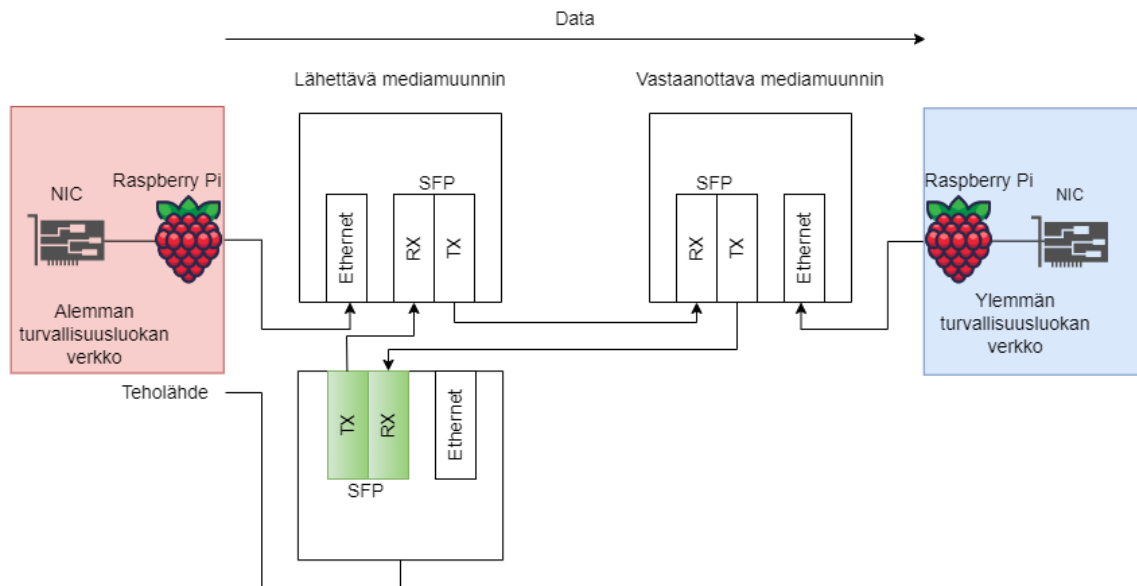 Data
Lähettävä mediamuunnin
Vastaanottava mediamuunnin
NIC
Raspberry Pi
Alemman
turvallisuusluokan
verkko
Ethernet
SFP
RX
TX
SFP
RX
TX
Ethernet
Raspberry Pi
NIC
Ylemmän
turvallisuusluokan
verkko
Teholähde
TX
RX
SFP
Ethernet